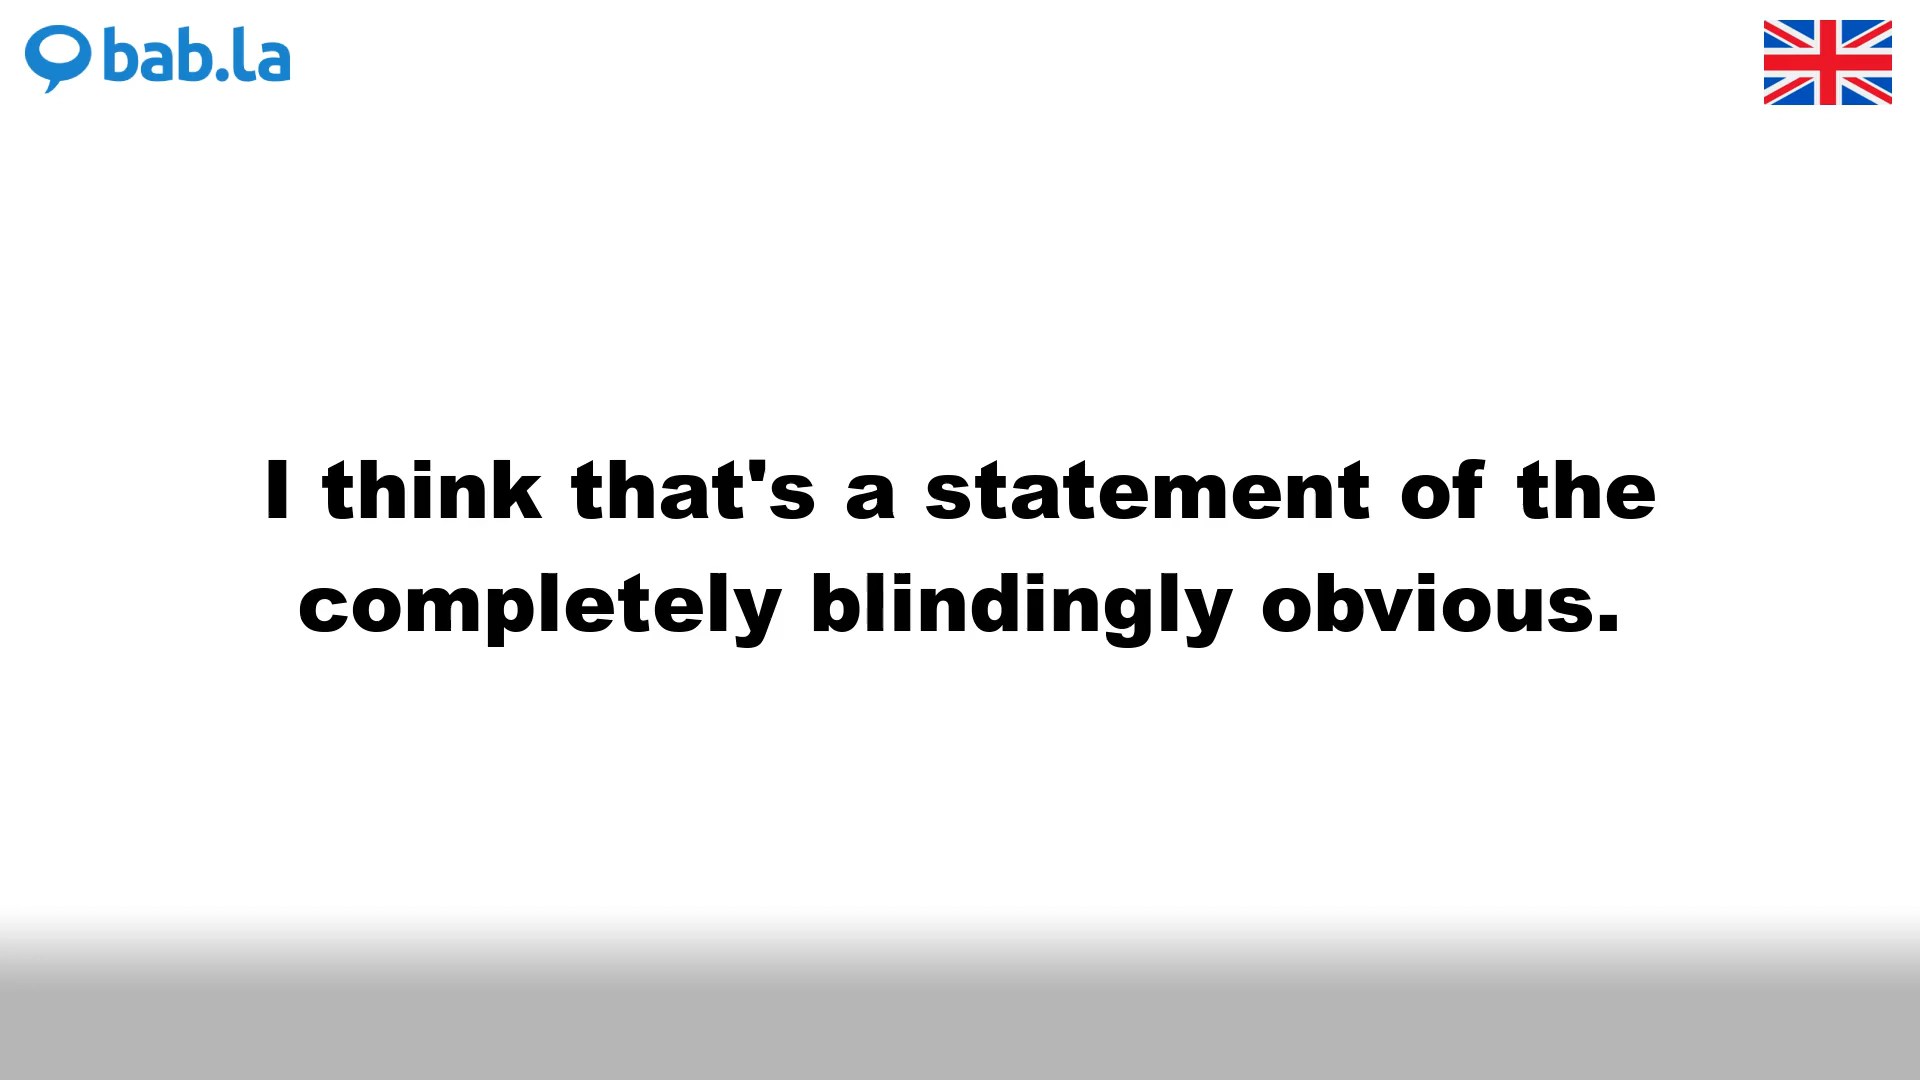 bab.la
I think that's a statement of the
completely blindingly obvious.